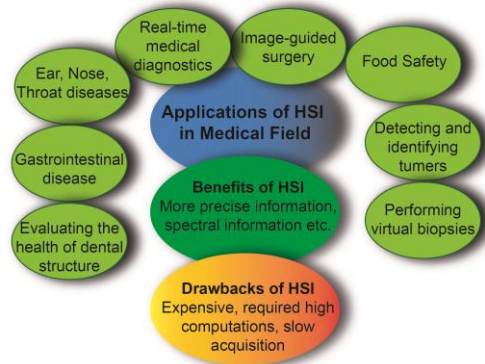 Real-time
medical
diagnostics
Image-guided
surgery
Food Safety
Ear, Nose,
Throat diseases
Applications of HSI
in Medical Field
Detecting and
identifying
tumers
Gastrointestinal
disease
Benefits of HSI
More precise information,
spectral information etc.
Performing
virtual biopsies
Evaluating the
health of dental
structure
Drawbacks of HSI
Expensive, required high
computations, slow
acquisition